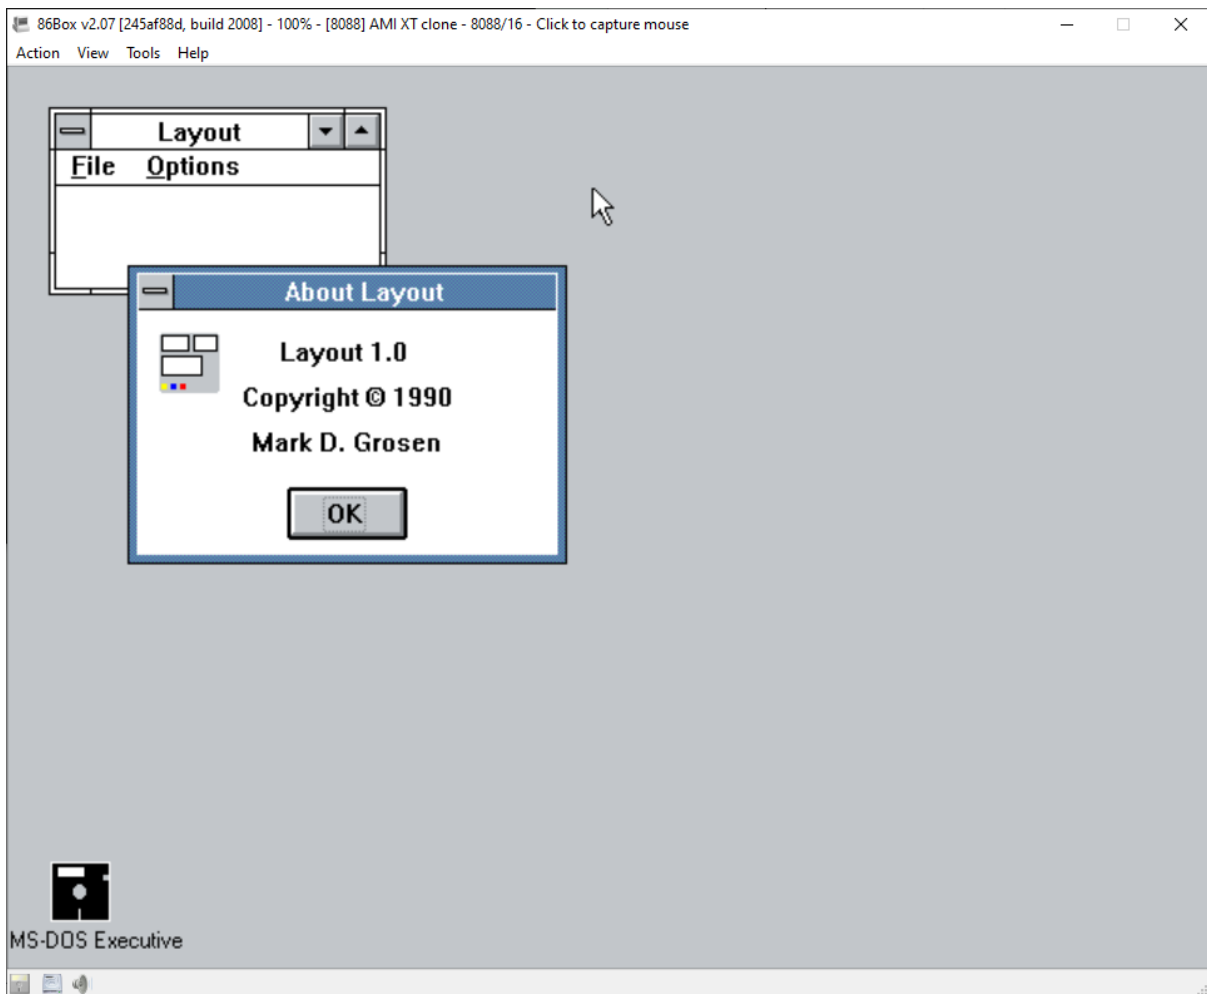 86Box v2.07 [245af88d, build 2008] - 100% - [8088] AMI XT clone - 8088/16 - Click to capture mouse
Action View Tools Help
Layout
File Options
About Layout
Layout 1.0
Copyright © 1990
Mark D. Grosen
OK
MS-DOS Executive